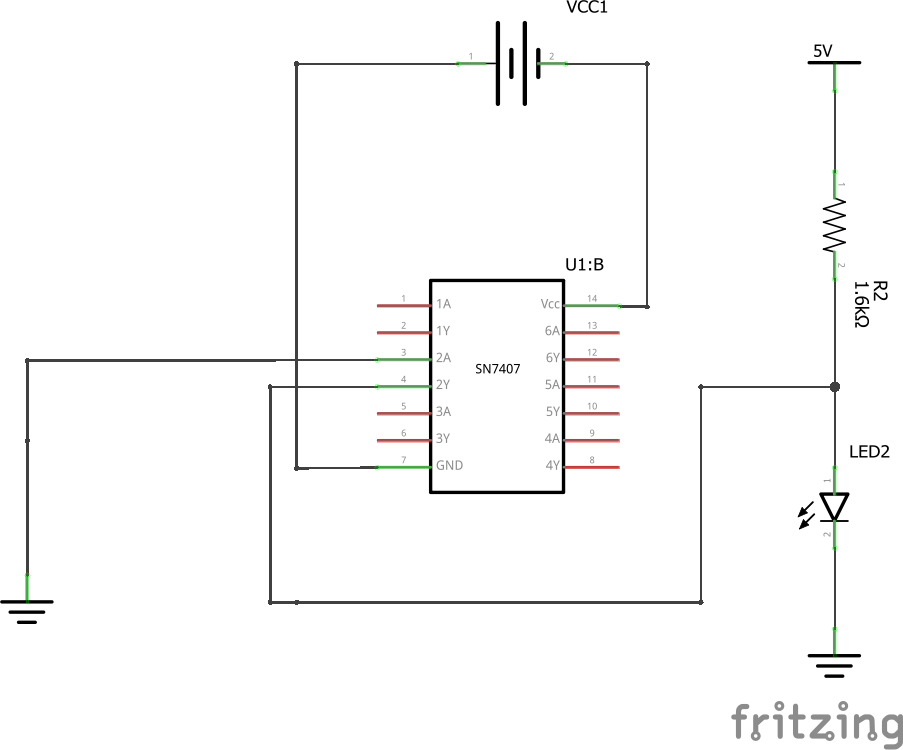 VCC1
1
2
5V
1
2
R2
1.6kΩ
U1:B
1
1A
Vcc
14
2
1Y
6A
13
3
2A
6Y
12
SN7407
4
2Y
5A
11
5
3A
5Y
10
6
3Y
4A
9
7
GND
4Y
8
LED2
1
2
fritzing